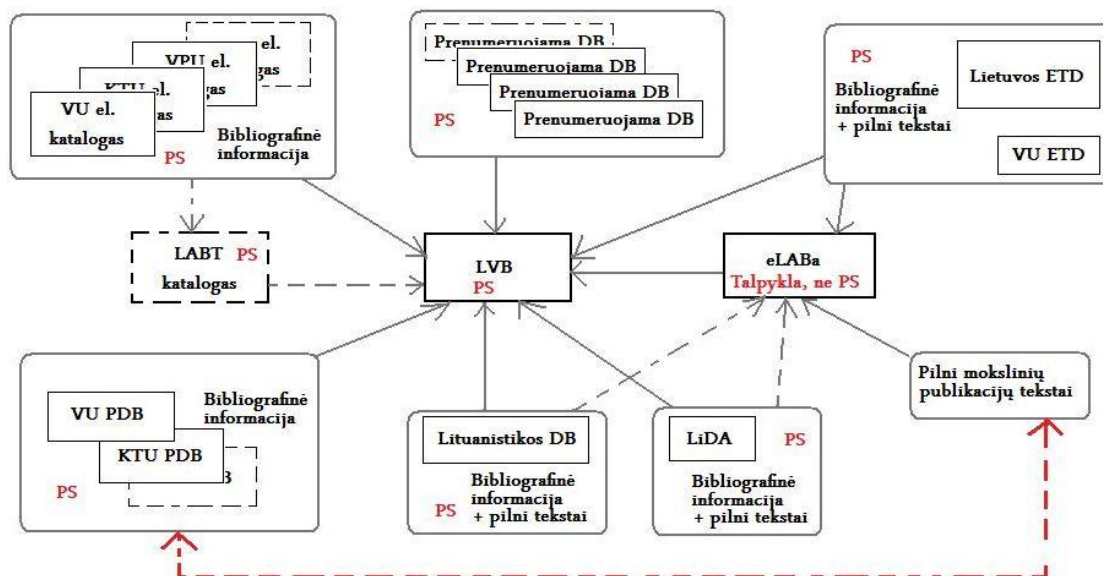 el.
gas
VPU el.
gas
KTU el.
gas
VU el.
katalogas
PS
Bibliografinė
informacija
Prenumeruojama DB
Prenumeruojama DB
Prenumeruojama DB
Prenumeruojama DB
PS
PS
Bibliografinė
informacija
+ pilni tekstai
Lietuvos ETD
VU ETD
LABT PS
katalogas
LVB
PS
eLABa
Talpykla, ne PS
VU PDB
KTU PDB
B
Bibliografinė
informacija
PS
Lituanistikos DB
PS
Bibliografinė
informacija
+ pilni tekstai
LiDA
PS
Bibliografinė
informacija
+ pilni tekstai
Pilni mokslinių
publikacijų tekstai